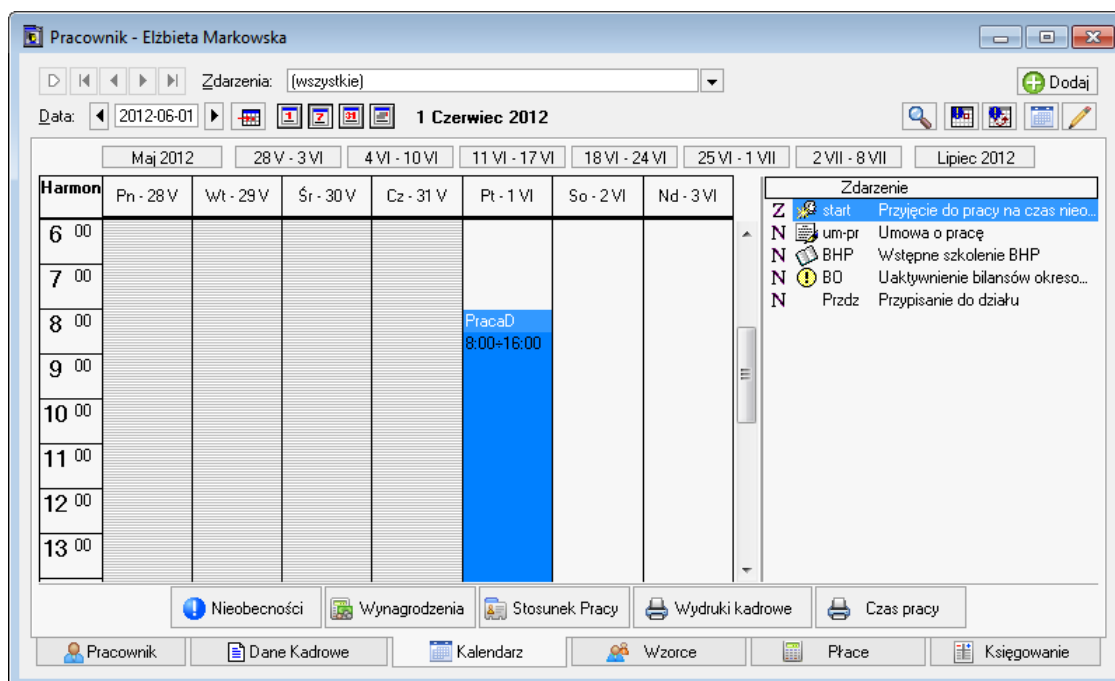 Pracownik - Elżbieta Markowska
Zdarzenia: (wszystkie) Dodaj
Data: 2012-06-01 1 7 31 1 Czerwiec 2012
Maj 2012 28 V - 3 VI 4 VI - 10 VI 11 VI - 17 VI 18 VI - 24 VI 25 VI - 1 VII 2 VII - 8 VII Lipiec 2012
Harmon Pn - 28 V Wt - 29 V Śr - 30 V Cz - 31 V Pt - 1 VI So - 2 VI Nd - 3 VI
Zdarzenie
Z start Przyjęcie do pracy na czas nieo...
N um-pr Umowa o pracę
N BHP Wstępne szkolenie BHP
N BO Uaktywnienie bilansów okreso...
N Przdz Przypisanie do działu
6 00
7 00
8 00 PracaD
8:00÷16:00
9 00
10 00
11 00
12 00
13 00
Nieobecności Wynagrodzenia Stosunek Pracy Wydruki kadrowe Czas pracy
Pracownik Dane Kadrowe Kalendarz Wzorce Płace Księgowanie